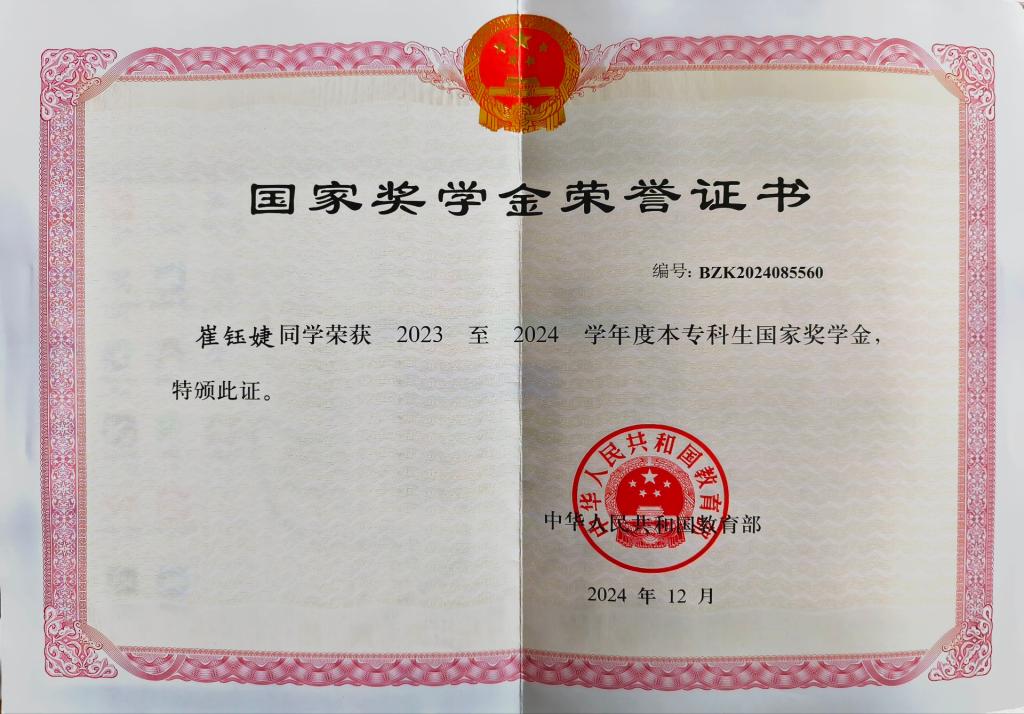 国家奖学金荣誉证书
编号: BZK2024085560
崔钰婕同学荣获 2023 至 2024 学年度本专科生国家奖学金，
特颁此证。
中华人民共和国教育部
中华人民共和国教育部
2024 年 12 月